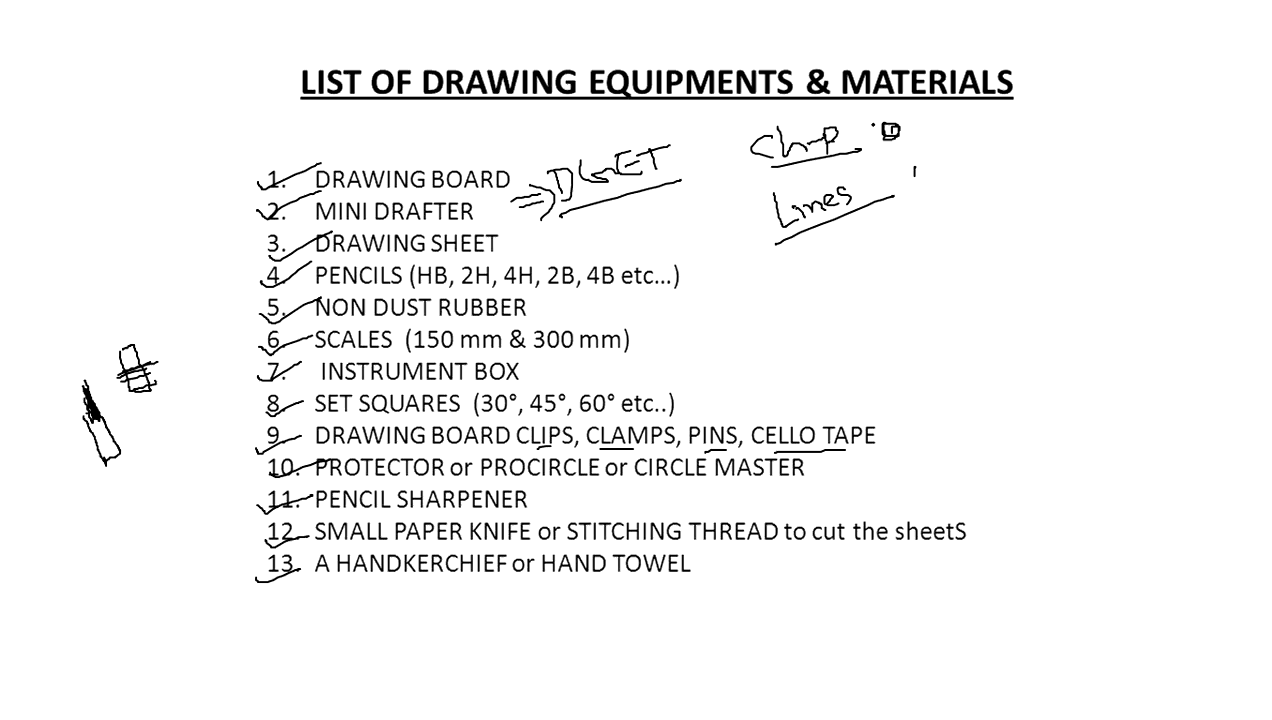 LIST OF DRAWING EQUIPMENTS & MATERIALS
Chp
1. DRAWING BOARD
⇒ DGET
Lines
2. MINI DRAFTER
3. DRAWING SHEET
4 PENCILS (HB, 2H, 4H, 2B, 4B etc...)
5. NON DUST RUBBER
6. SCALES (150 mm & 300 mm)
7. INSTRUMENT BOX
8. SET SQUARES (30°, 45°, 60° etc..)
9. DRAWING BOARD CLIPS, CLAMPS, PINS, CELLO TAPE
10. PROTECTOR or PROCIRCLE or CIRCLE MASTER
11. PENCIL SHARPENER
12. SMALL PAPER KNIFE or STITCHING THREAD to cut the sheetS
13. A HANDKERCHIEF or HAND TOWEL